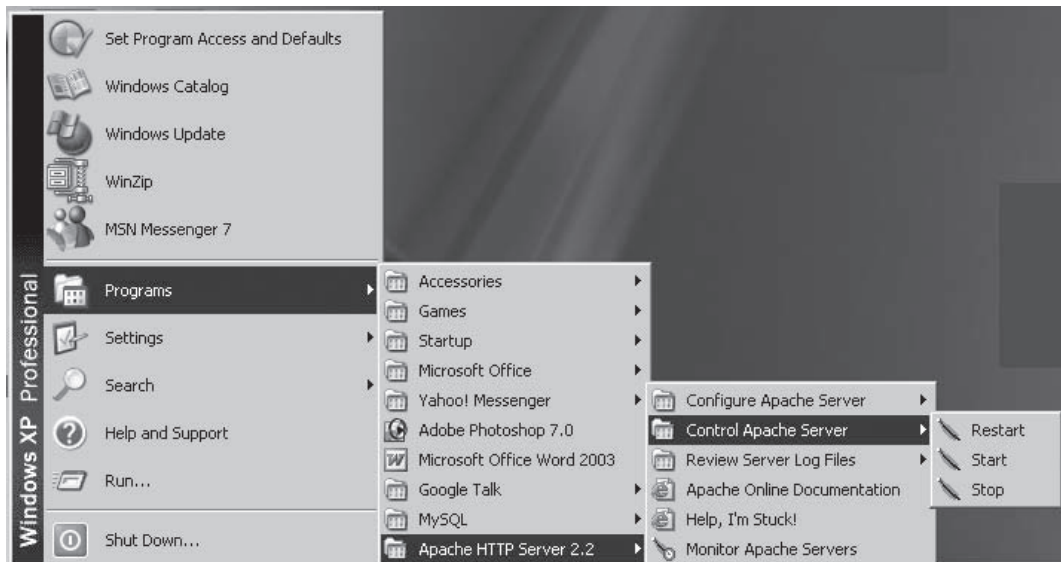 Set Program Access and Defaults
Windows Catalog
Windows Update
WinZip
MSN Messenger 7
Programs
Settings
Search
Help and Support
Run...
Shut Down...
Windows XP Professional
Accessories
Games
Startup
Microsoft Office
Yahoo! Messenger
Adobe Photoshop 7.0
Microsoft Office Word 2003
Google Talk
MySQL
Apache HTTP Server 2.2
Configure Apache Server
Control Apache Server
Review Server Log Files
Apache Online Documentation
Help, I'm Stuck!
Monitor Apache Servers
Restart
Start
Stop